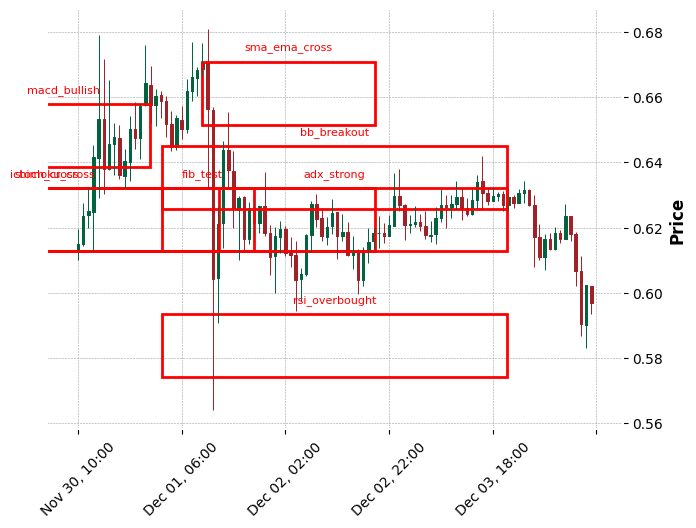 sma_ema_cross
macd_bullish
bb_breakout
fib_test
adx_strong
rsi_overbought
0.68
0.66
0.64
0.62
0.60
0.58
0.56
Price
Nov 30, 10:00
Dec 01, 06:00
Dec 02, 02:00
Dec 02, 22:00
Dec 03, 18:00